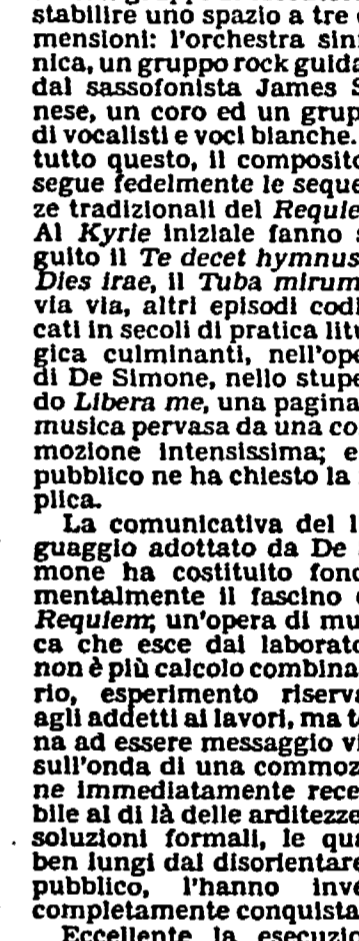 stabilire uno spazio a tre
mensioni: l'orchestra sin
nica, un gruppo rock guida
dal sassofonista James S
nese, un coro ed un grup
di vocalisti e voci bianche.
tutto questo, il composito
segue fedelmente le seque
ze tradizionali del Requie
Al Kyrie iniziale fanno s
guito il Te decet hymnus
Dies irae, il Tuba mirum
via via, altri episodi codi
cati in secoli di pratica litu
gica culminanti, nell'ope
di De Simone, nello stupe
do Libera me, una pagina
musica pervasa da una co
mozione intensissima; e
pubblico ne ha chiesto la
plica.
La comunicativa del l
guaggio adottato da De
mone ha costituito fond
mentalmente il fascino
Requiem; un'opera di mu
ca che esce dai laborato
non è più calcolo combina
rio, esperimento riserva
agli addetti ai lavori, ma t
na ad essere messaggio vi
sull'onda di una commoz
ne immediatamente rece
bile al di là delle arditezze
soluzioni formali, le qua
ben lungi dal disorientare
pubblico, l'hanno inve
completamente conquista
Eccellente la esecuzio